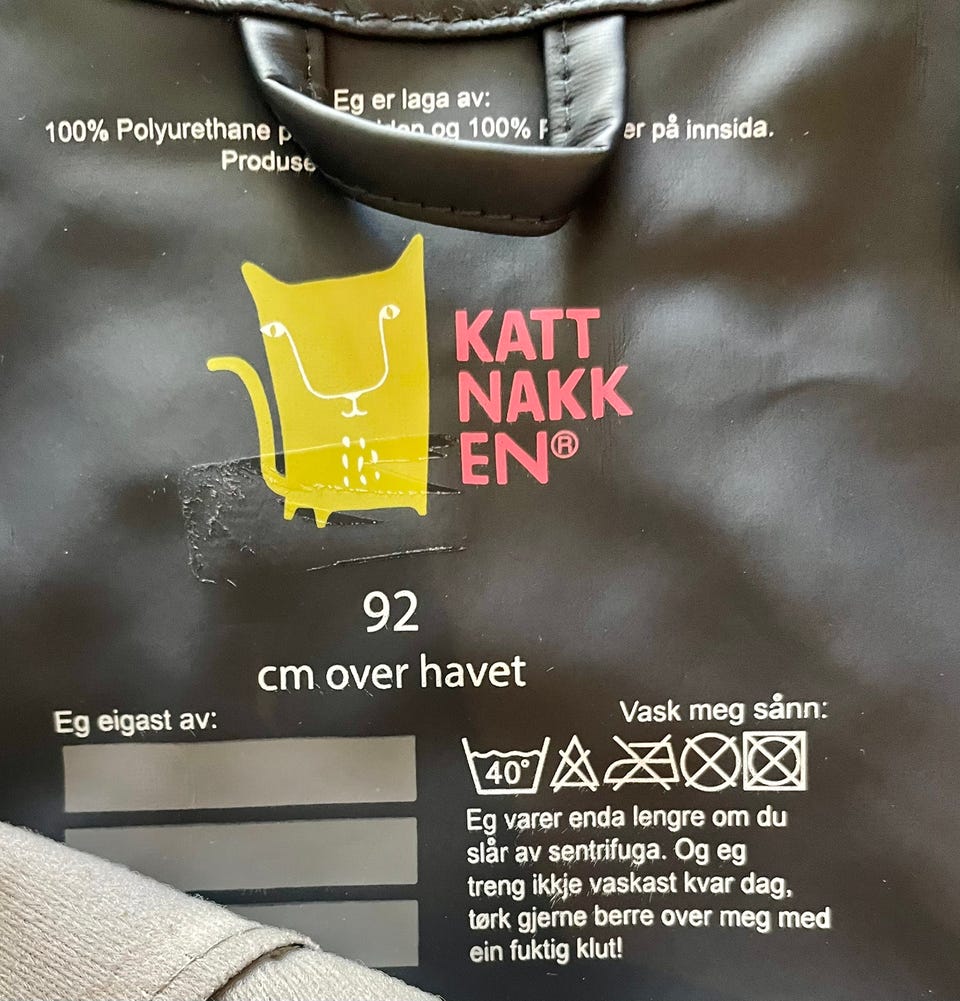 Eg er laga av:
100% Polyurethane og 100% er på innsida.
KATT
NAKK
EN®
92
cm over havet
Eg eigast av:
Vask meg sånn:
40°
Eg varer enda lengre om du
slår av sentrifuga. Og eg
treng ikkje vaskast kvar dag,
tørk gjerne berre over meg med
ein fuktig klut!